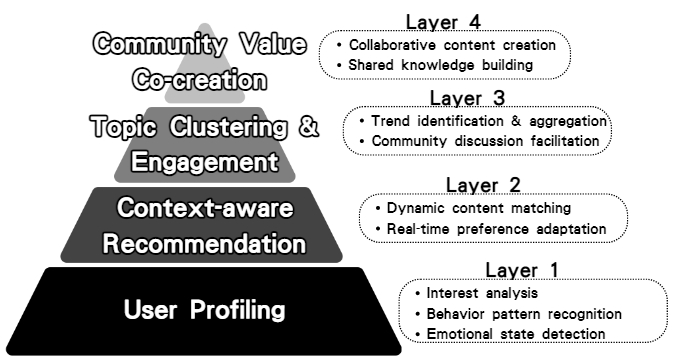 Community Value
Co-creation
Layer 4
• Collaborative content creation
• Shared knowledge building
Topic Clustering &
Engagement
Layer 3
• Trend identification & aggregation
• Community discussion facilitation
Context-aware
Recommendation
Layer 2
• Dynamic content matching
• Real-time preference adaptation
User Profiling
Layer 1
• Interest analysis
• Behavior pattern recognition
• Emotional state detection